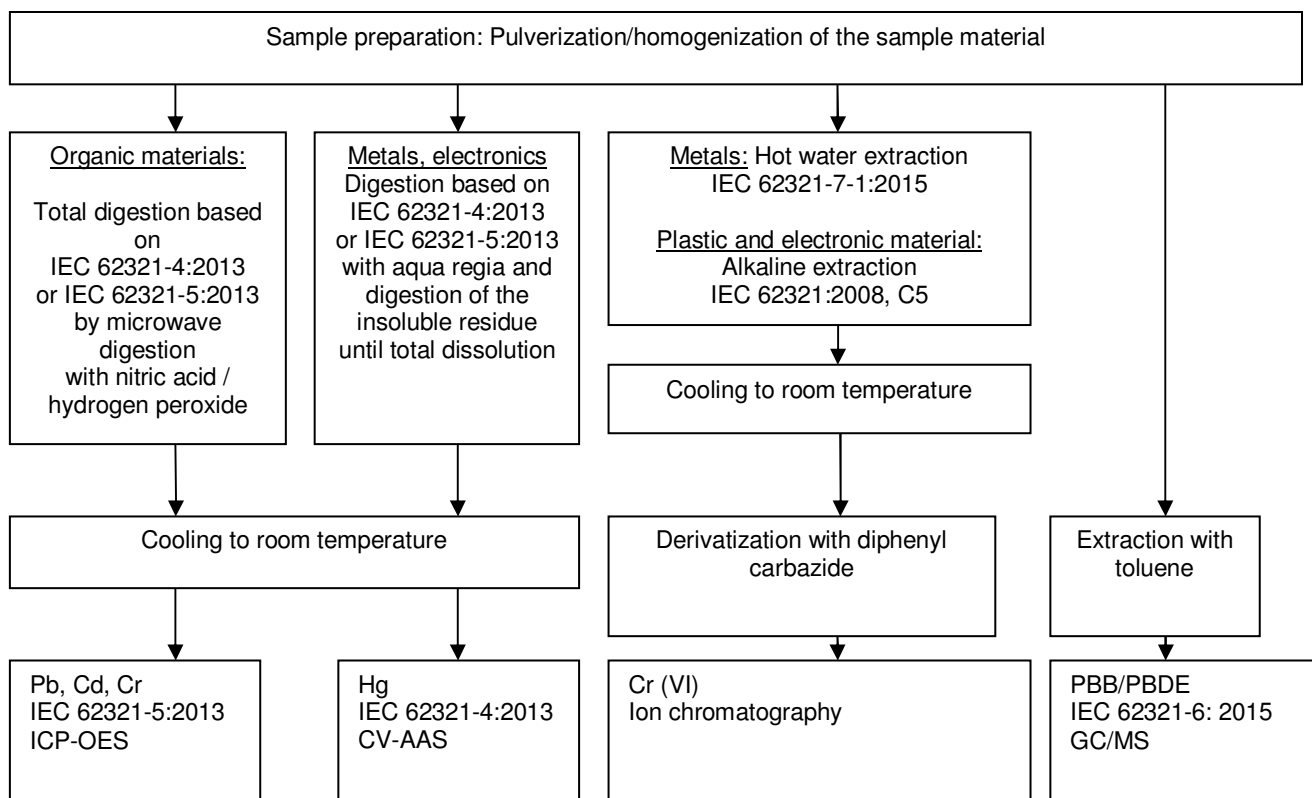 Sample preparation: Pulverization/homogenization of the sample material
Organic materials:
Total digestion based
on
IEC 62321-4:2013
or IEC 62321-5:2013
by microwave
digestion
with nitric acid /
hydrogen peroxide
Metals, electronics
Digestion based on
IEC 62321-4:2013
or IEC 62321-5:2013
with aqua regia and
digestion of the
insoluble residue
until total dissolution
Metals: Hot water extraction
IEC 62321-7-1:2015
Plastic and electronic material:
Alkaline extraction
IEC 62321:2008, C5
Cooling to room temperature
Cooling to room temperature
Derivatization with diphenyl
carbazide
Extraction with
toluene
Pb, Cd, Cr
IEC 62321-5:2013
ICP-OES
Hg
IEC 62321-4:2013
CV-AAS
Cr (VI)
Ion chromatography
PBB/PBDE
IEC 62321-6: 2015
GC/MS